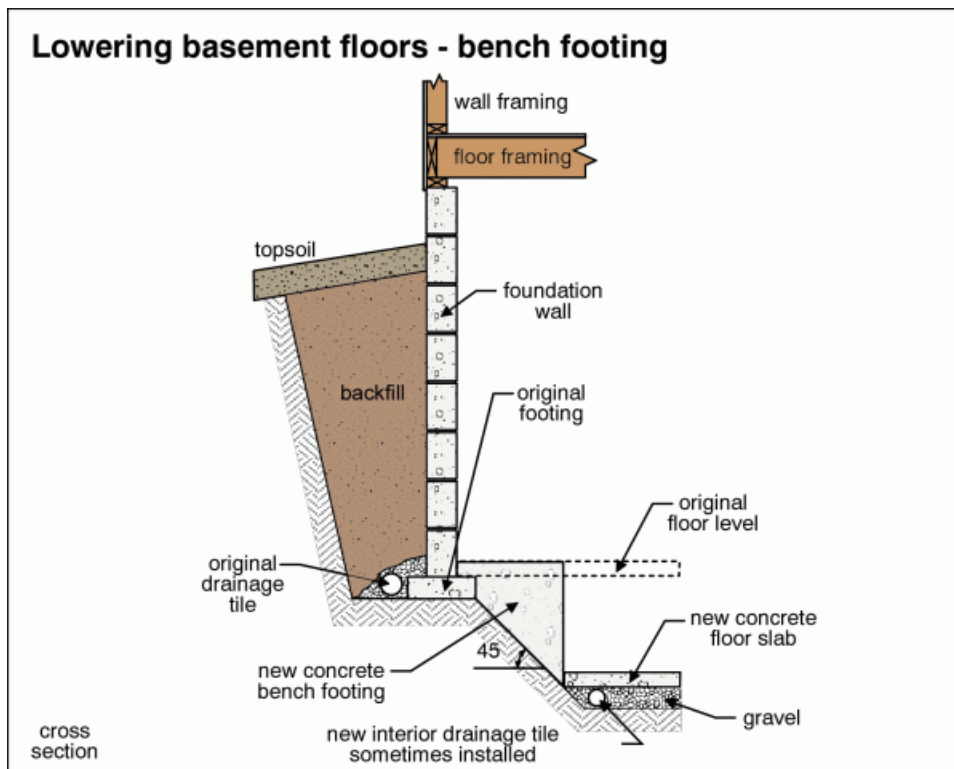 Lowering basement floors - bench footing
wall framing
floor framing
topsoil
foundation
wall
backfill
original
footing
original
floor level
original
drainage
tile
new concrete
floor slab
45
new concrete
bench footing
gravel
cross
section
new interior drainage tile
sometimes installed